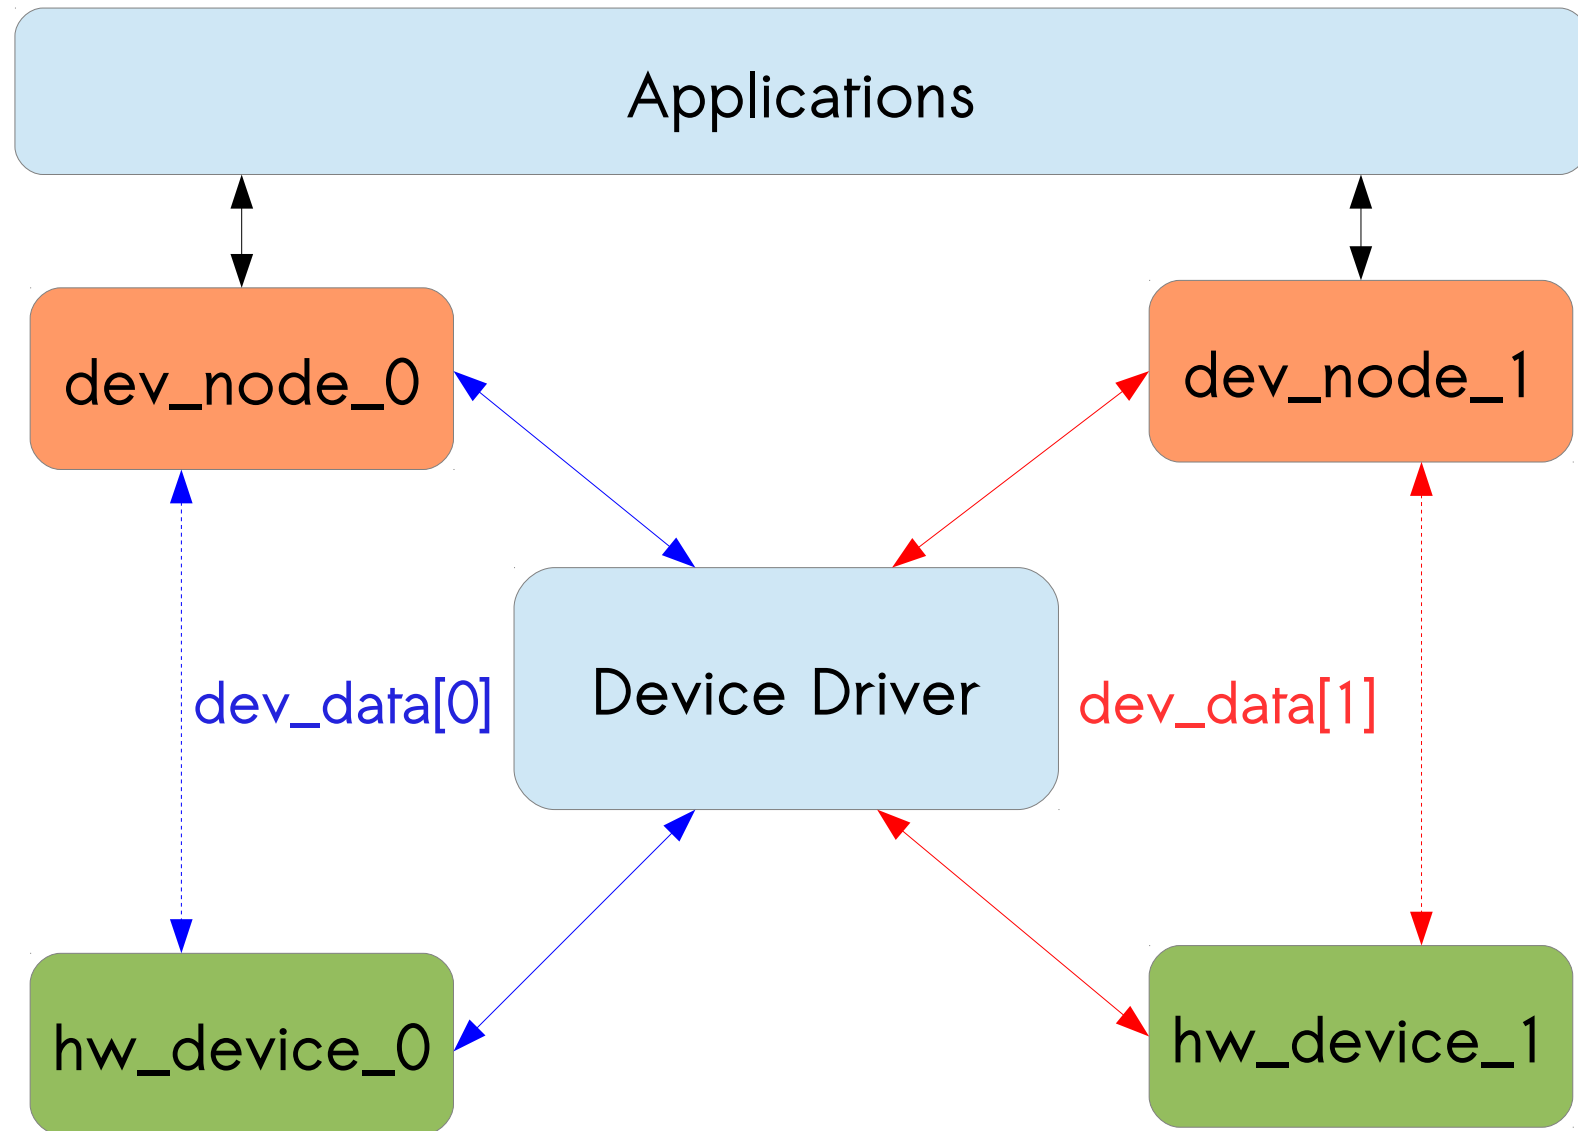 Applications
dev_node_0
dev_node_1
dev_data[0]
Device Driver
dev_data[1]
hw_device_0
hw_device_1